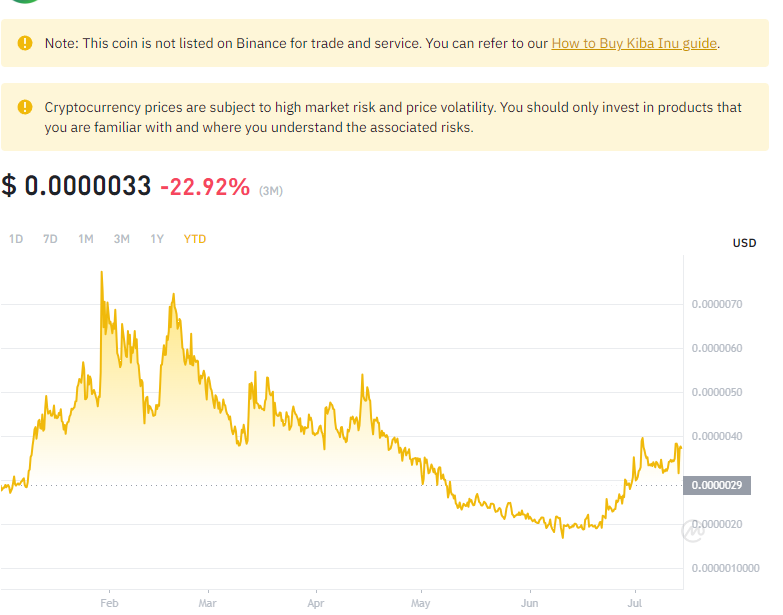 Note: This coin is not listed on Binance for trade and service. You can refer to our How to Buy Kiba Inu guide.
Cryptocurrency prices are subject to high market risk and price volatility. You should only invest in products that
you are familiar with and where you understand the associated risks.
$ 0.0000033 -22.92% (3M)
1D 7D 1M 3M 1Y YTD
USD
0.0000070
0.0000060
0.0000050
0.0000040
0.0000029
0.0000020
0.0000010000
Feb Mar Apr May Jun Jul